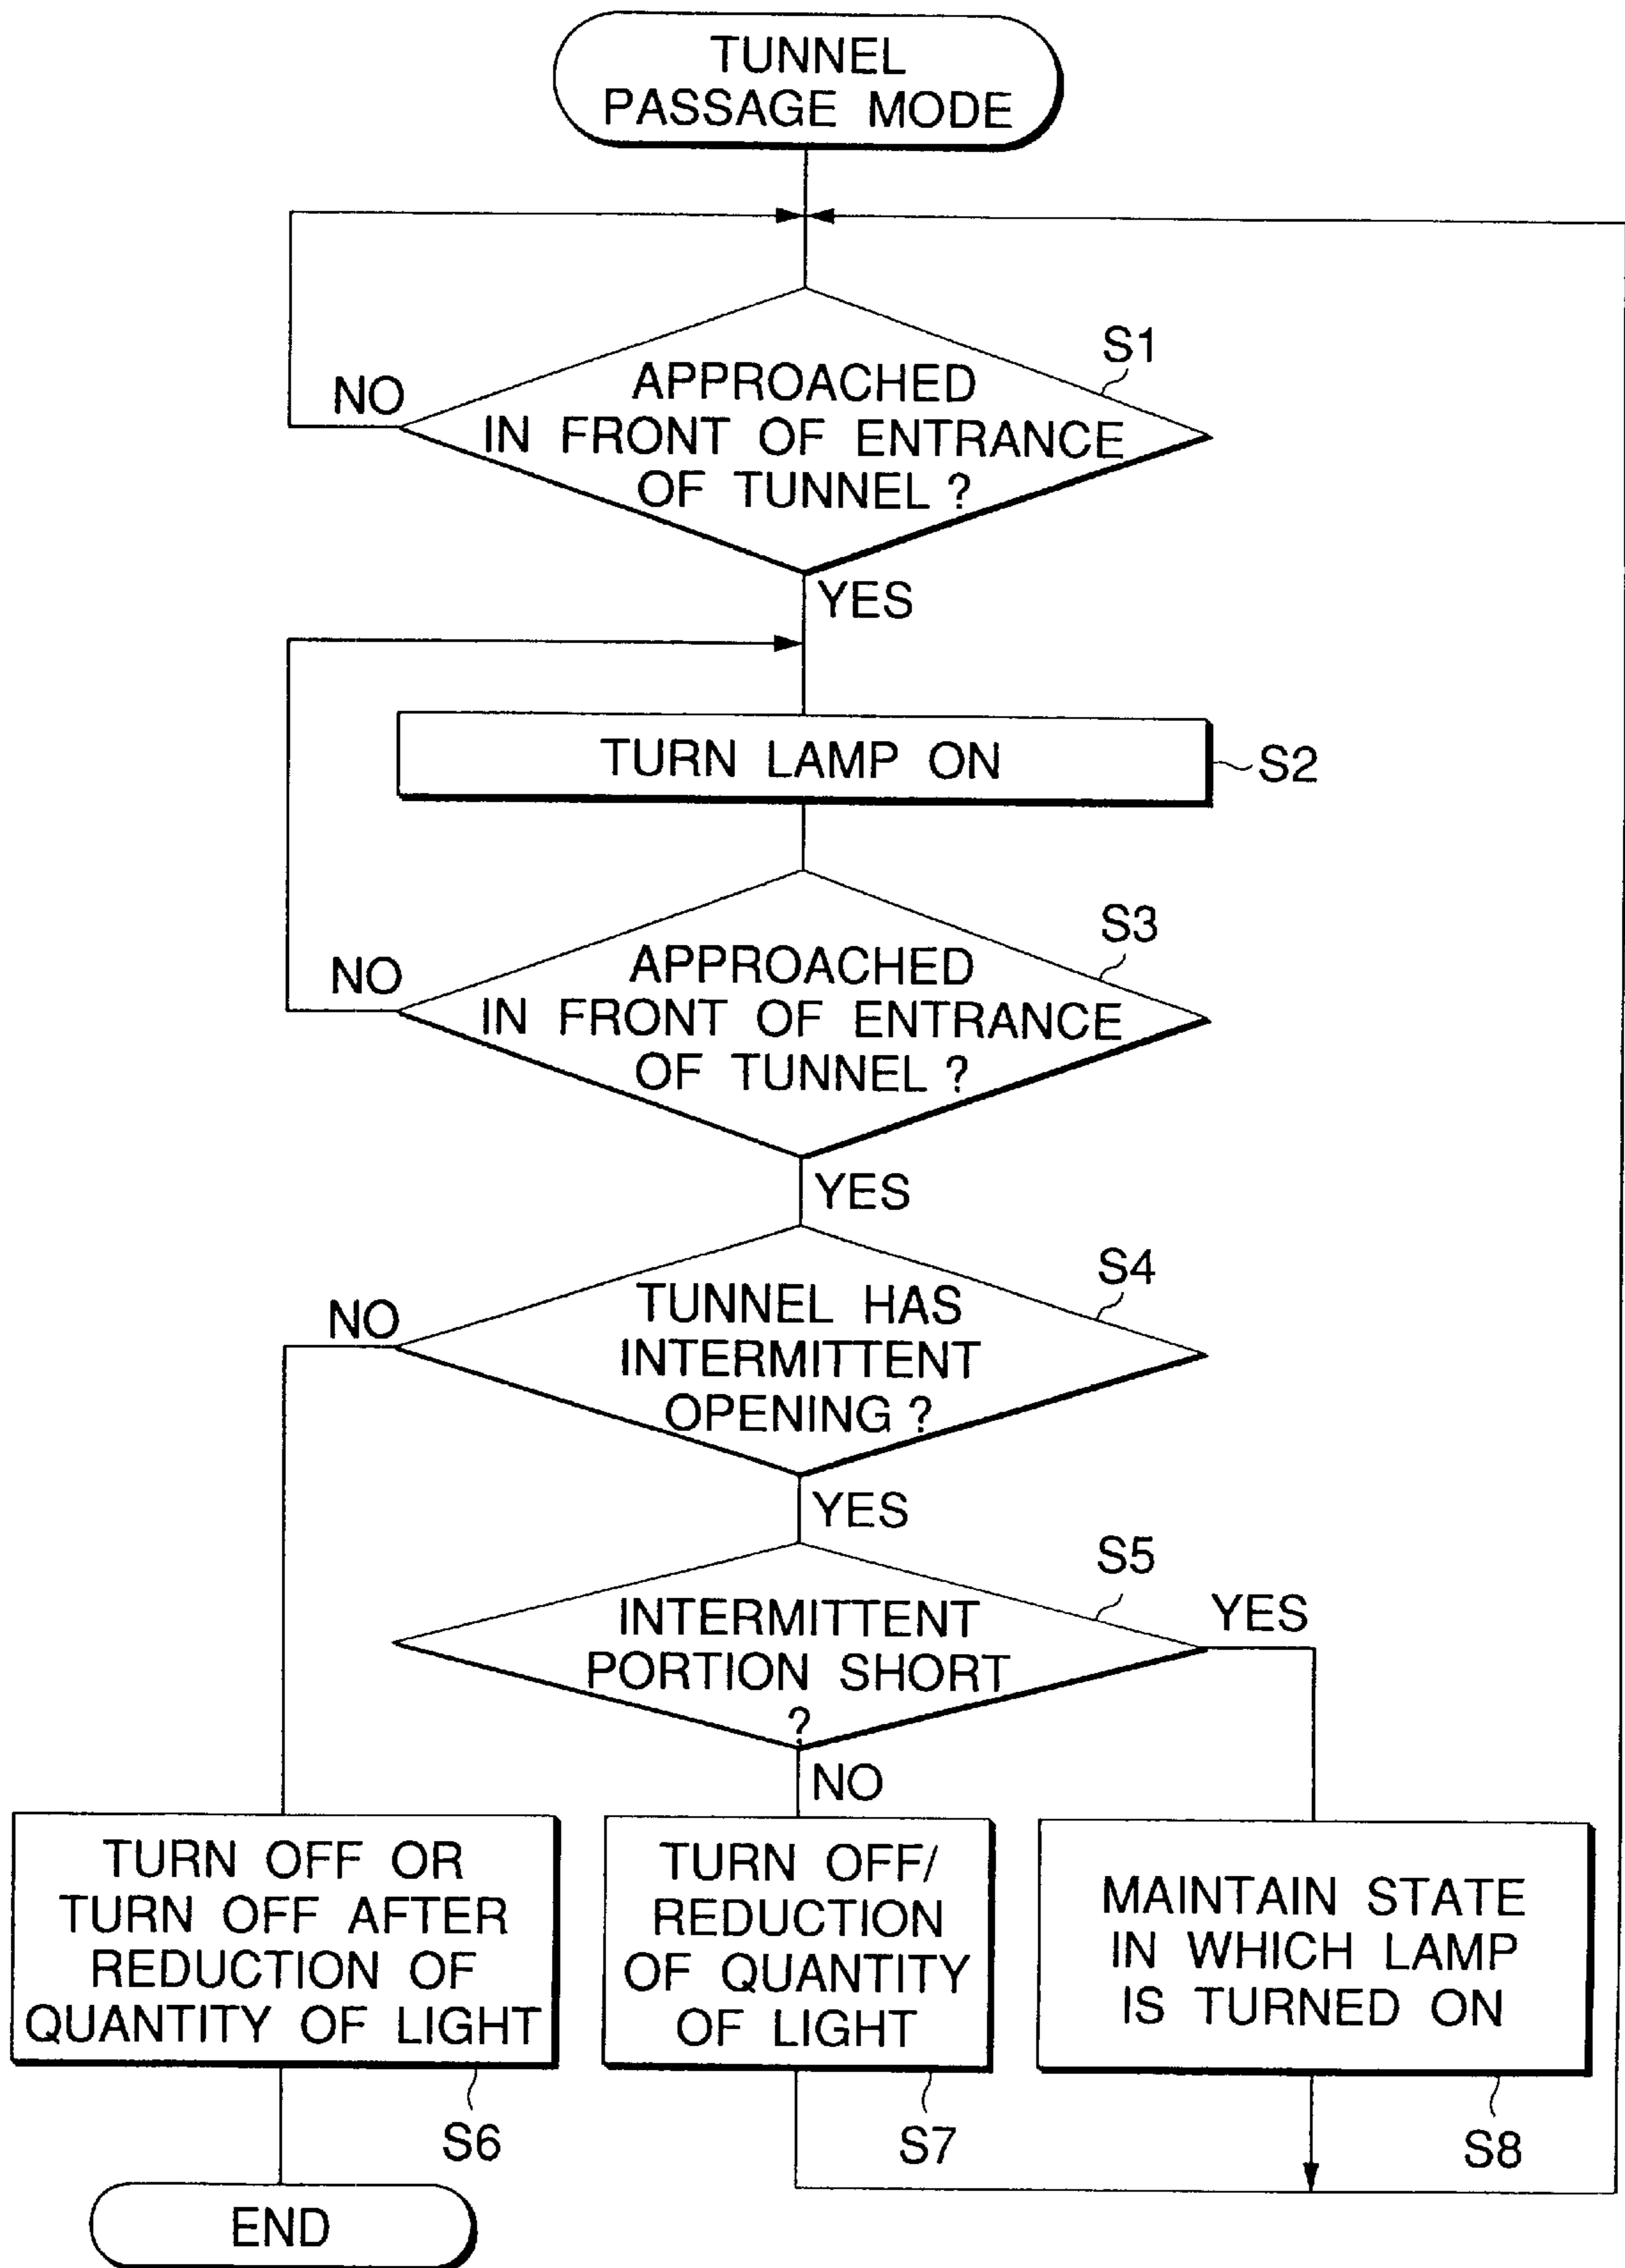 TUNNEL
PASSAGE MODE
S1
NO
APPROACHED
IN FRONT OF ENTRANCE
OF TUNNEL ?
YES
TURN LAMP ON
S2
S3
NO
APPROACHED
IN FRONT OF ENTRANCE
OF TUNNEL ?
YES
S4
NO
TUNNEL HAS
INTERMITTENT
OPENING ?
YES
S5
YES
INTERMITTENT
PORTION SHORT
?
NO
TURN OFF OR
TURN OFF AFTER
REDUCTION OF
QUANTITY OF LIGHT
S6
TURN OFF/
REDUCTION
OF QUANTITY
OF LIGHT
S7
MAINTAIN STATE
IN WHICH LAMP
IS TURNED ON
S8
END